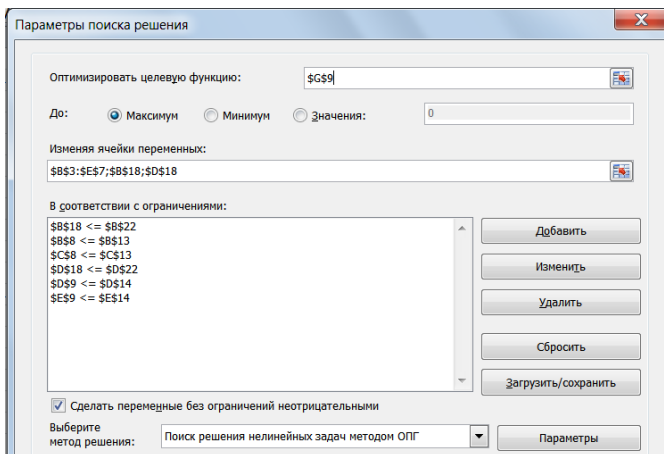 Параметры поиска решения
X
Оптимизировать целевую функцию: $G$9
До: Максимум Минимум Значения: 0
Изменяя ячейки переменных:
$B$3:$E$7;$B$18;$D$18
В соответствии с ограничениями:
$B$18 <= $B$22
$B$8 <= $B$13
$C$8 <= $C$13
$D$18 <= $D$22
$D$9 <= $D$14
$E$9 <= $E$14
Добавить
Изменить
Удалить
Сбросить
Загрузить/сохранить
Сделать переменные без ограничений неотрицательными
Выберите
метод решения: Поиск решения нелинейных задач методом ОПГ Параметры